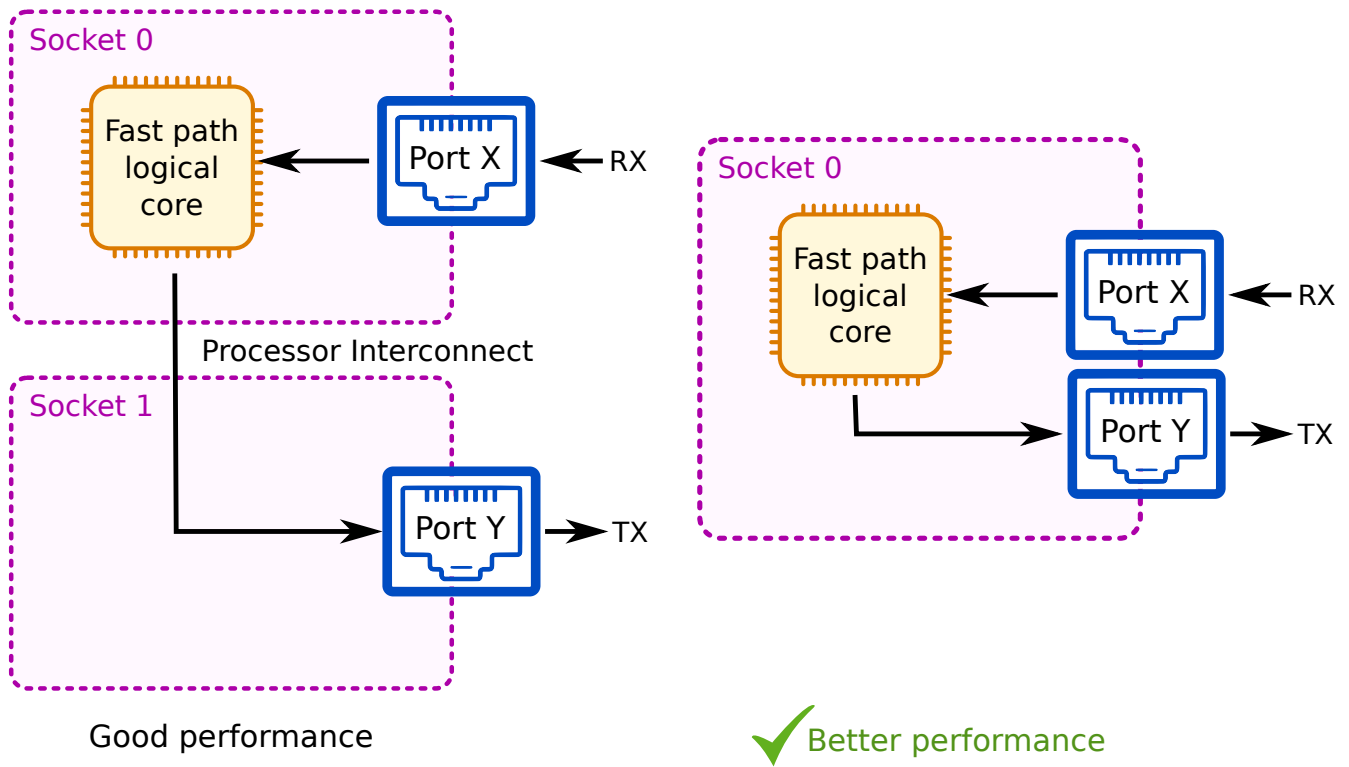 Socket 0
Fast path
logical
core
Port X
RX
Processor Interconnect
Socket 1
Port Y
TX
Good performance
Socket 0
Fast path
logical
core
Port X
RX
Port Y
TX
Better performance